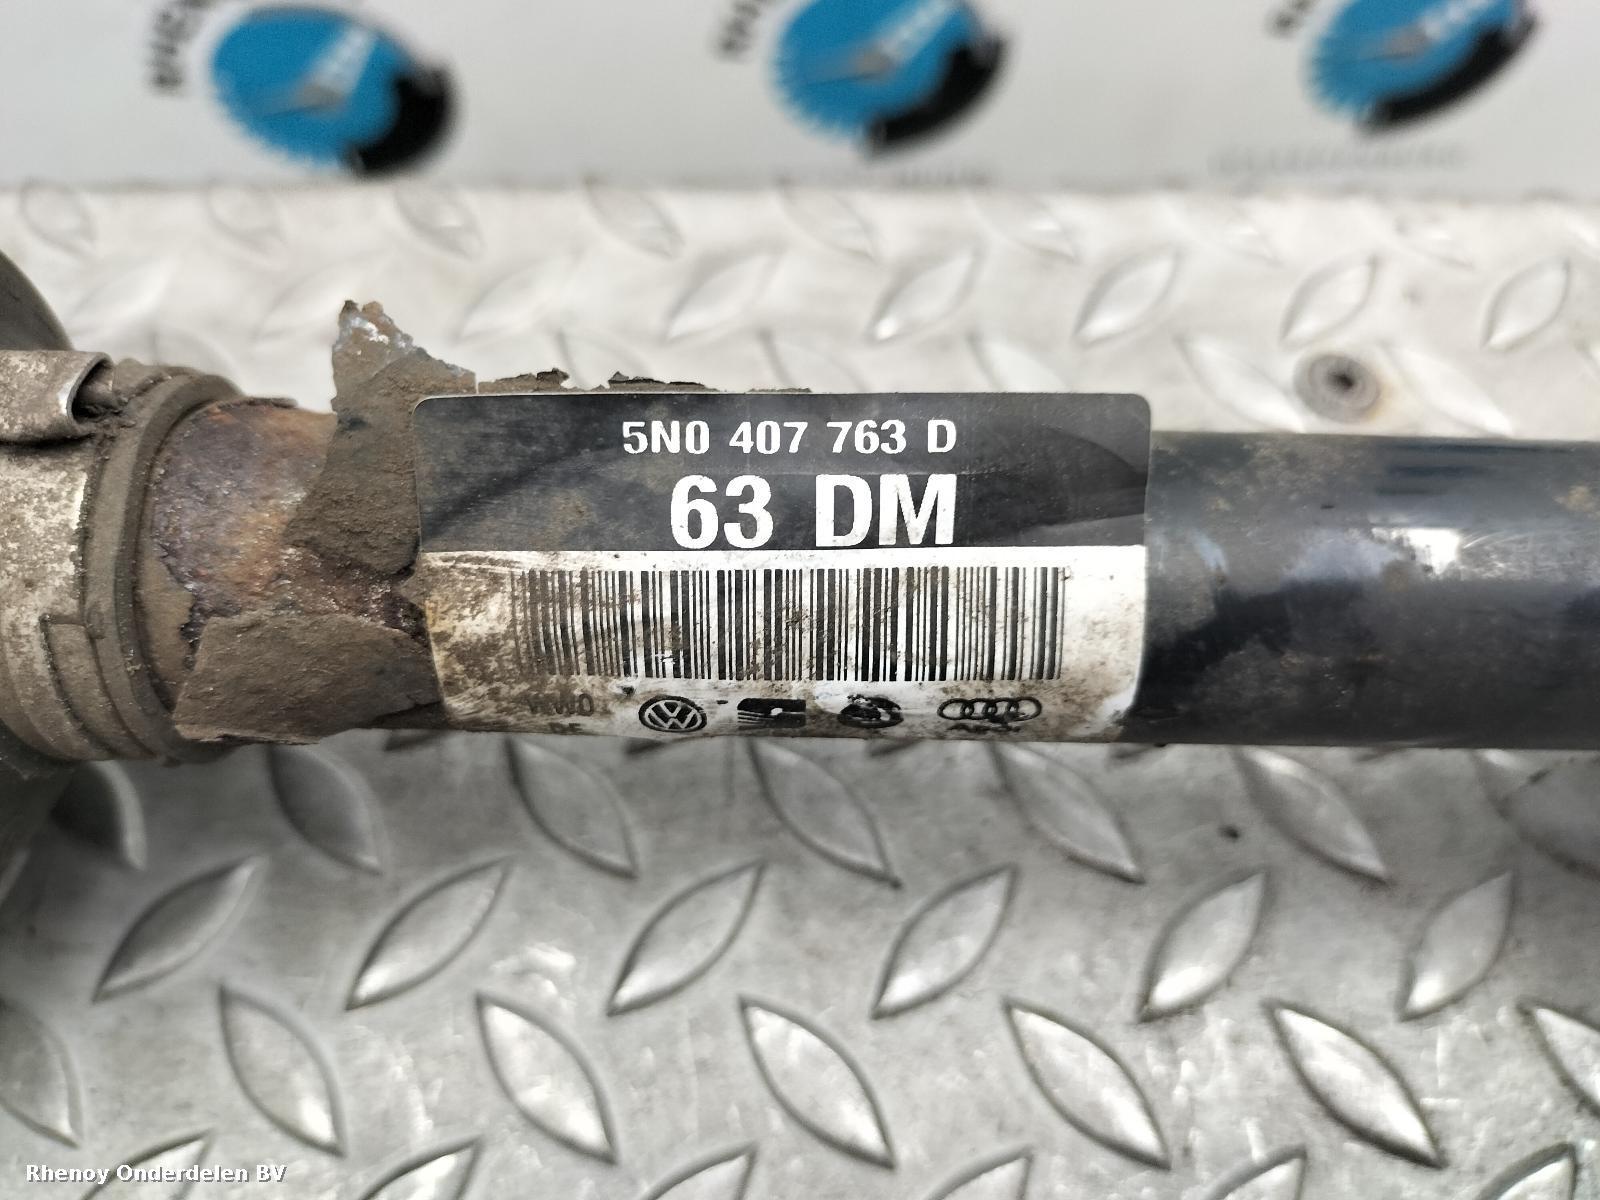 5N0 407 763 D
63 DM
Rhenoy Onderdelen BV